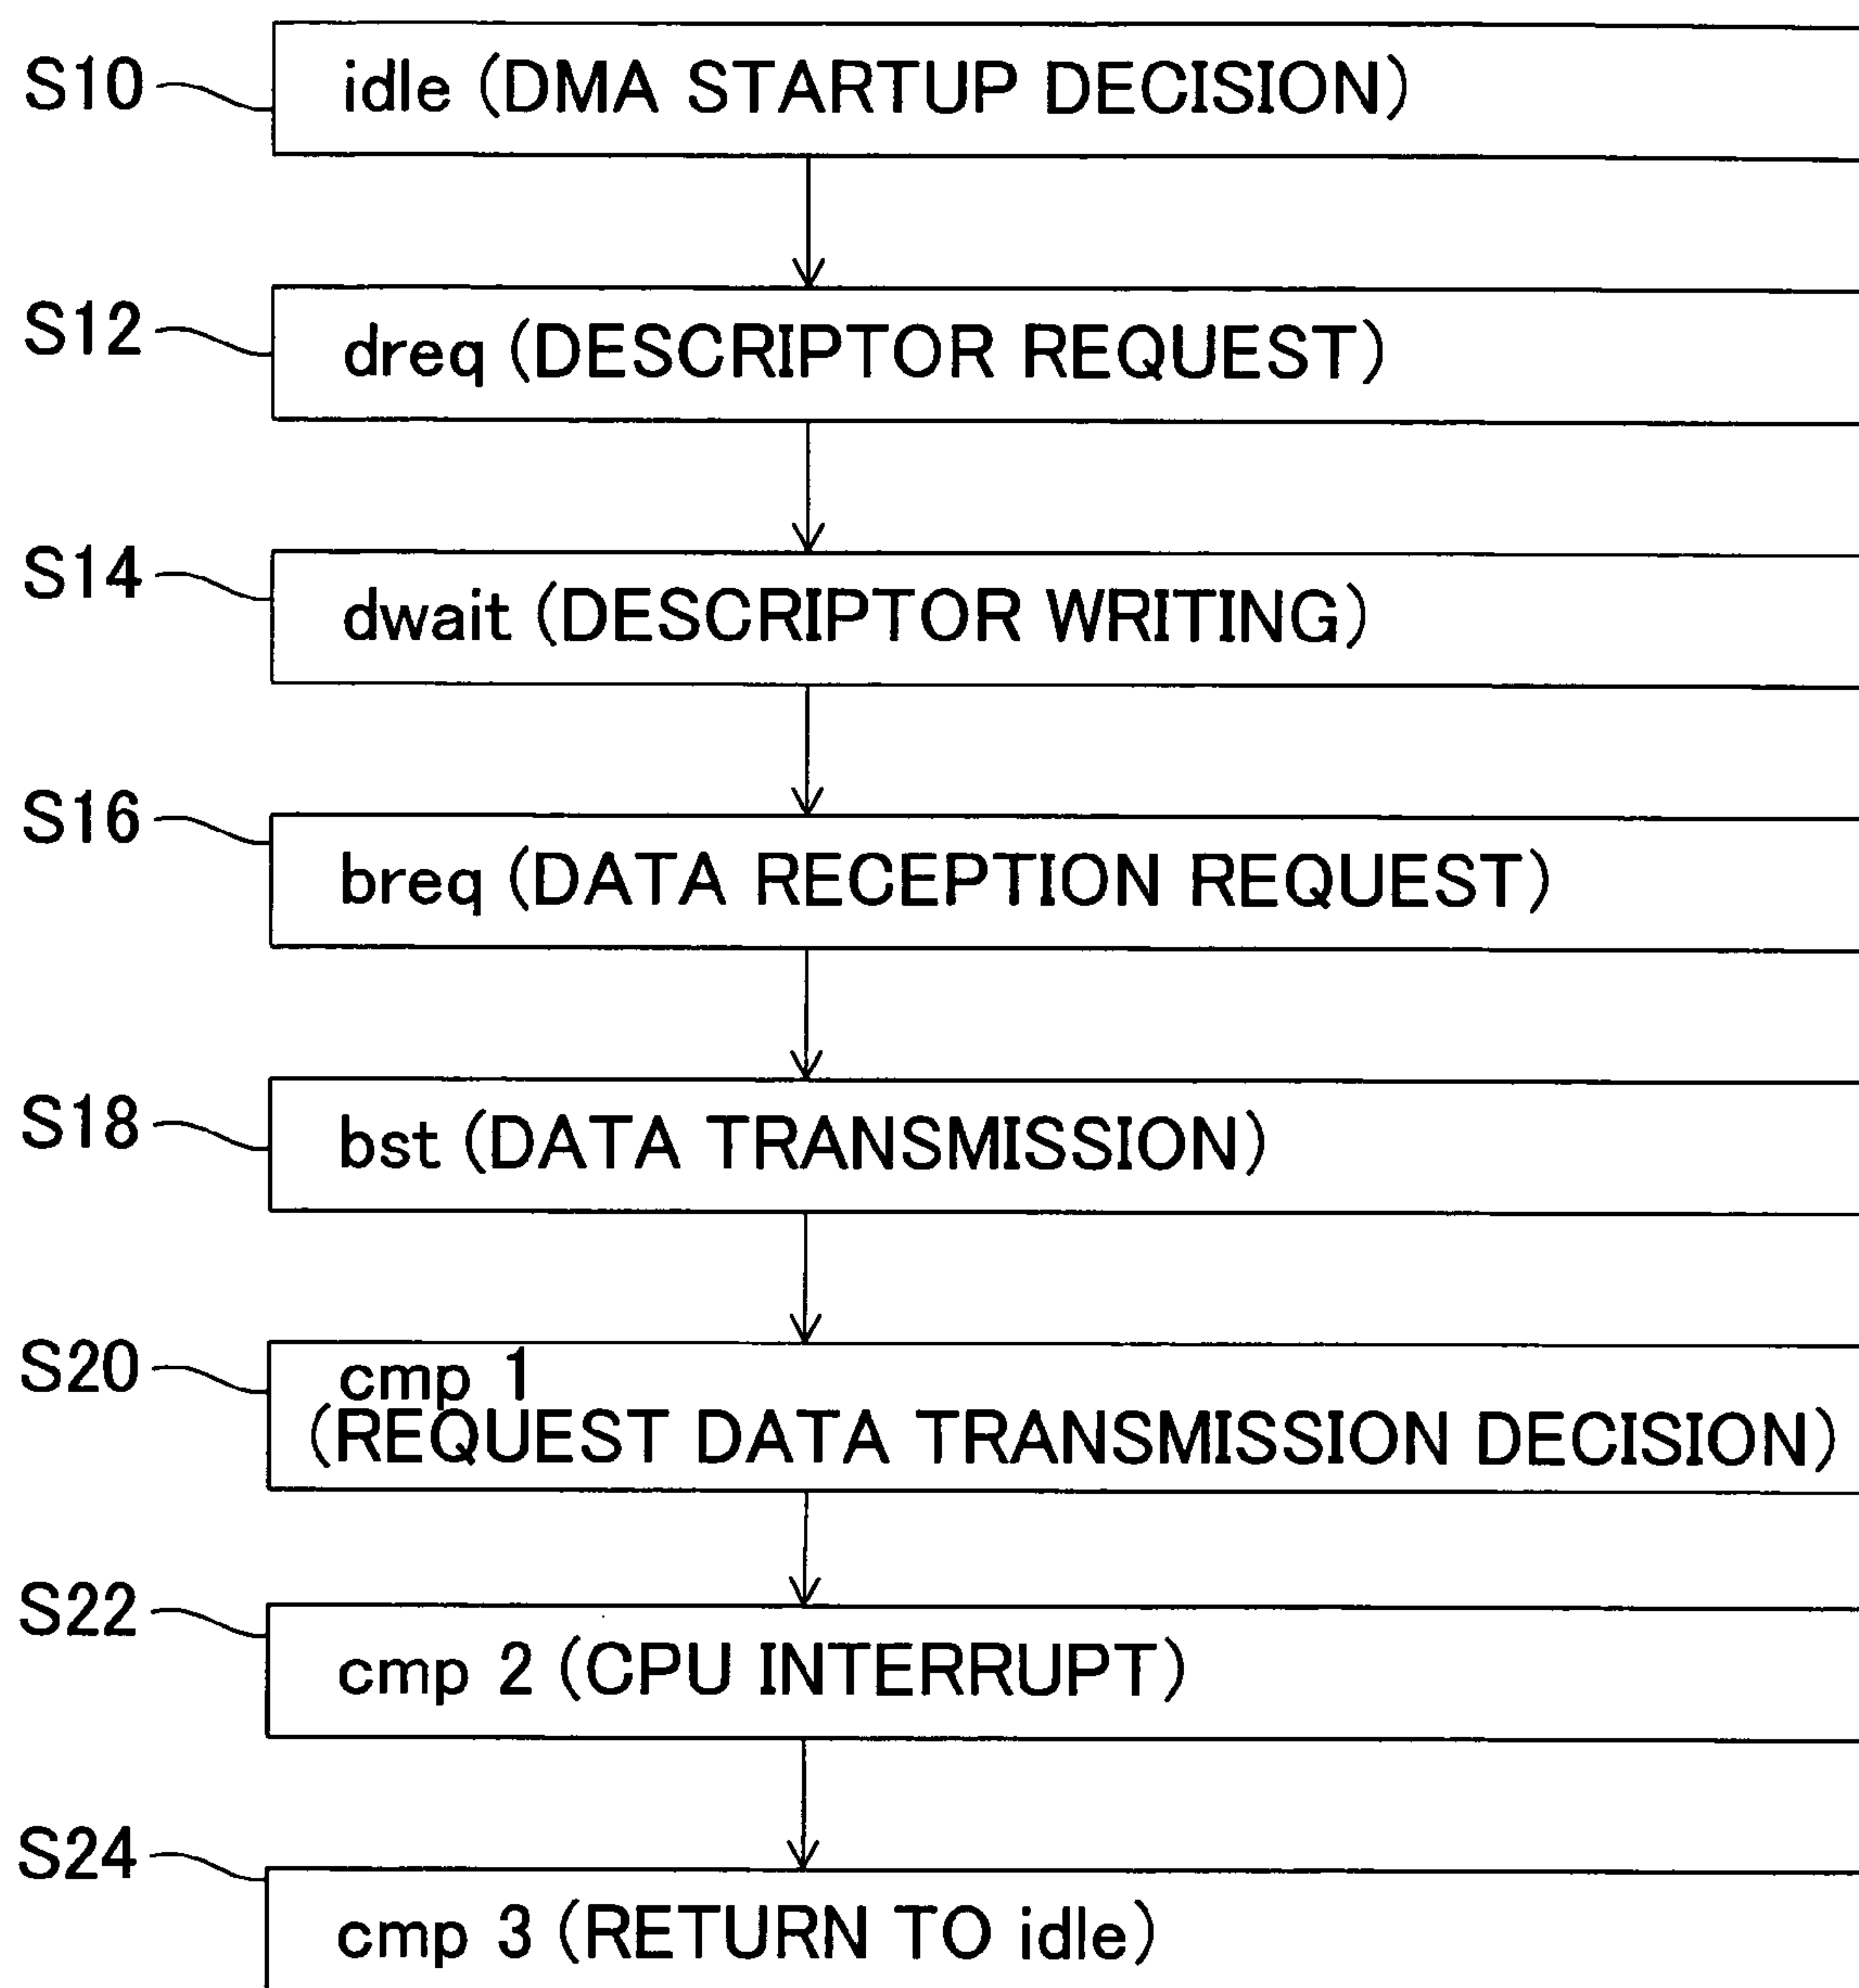 S10 idle (DMA STARTUP DECISION)
S12 dreq (DESCRIPTOR REQUEST)
S14 dwait (DESCRIPTOR WRITING)
S16 breq (DATA RECEPTION REQUEST)
S18 bst (DATA TRANSMISSION)
S20 cmp 1
(REQUEST DATA TRANSMISSION DECISION)
S22 cmp 2 (CPU INTERRUPT)
S24 cmp 3 (RETURN TO idle)